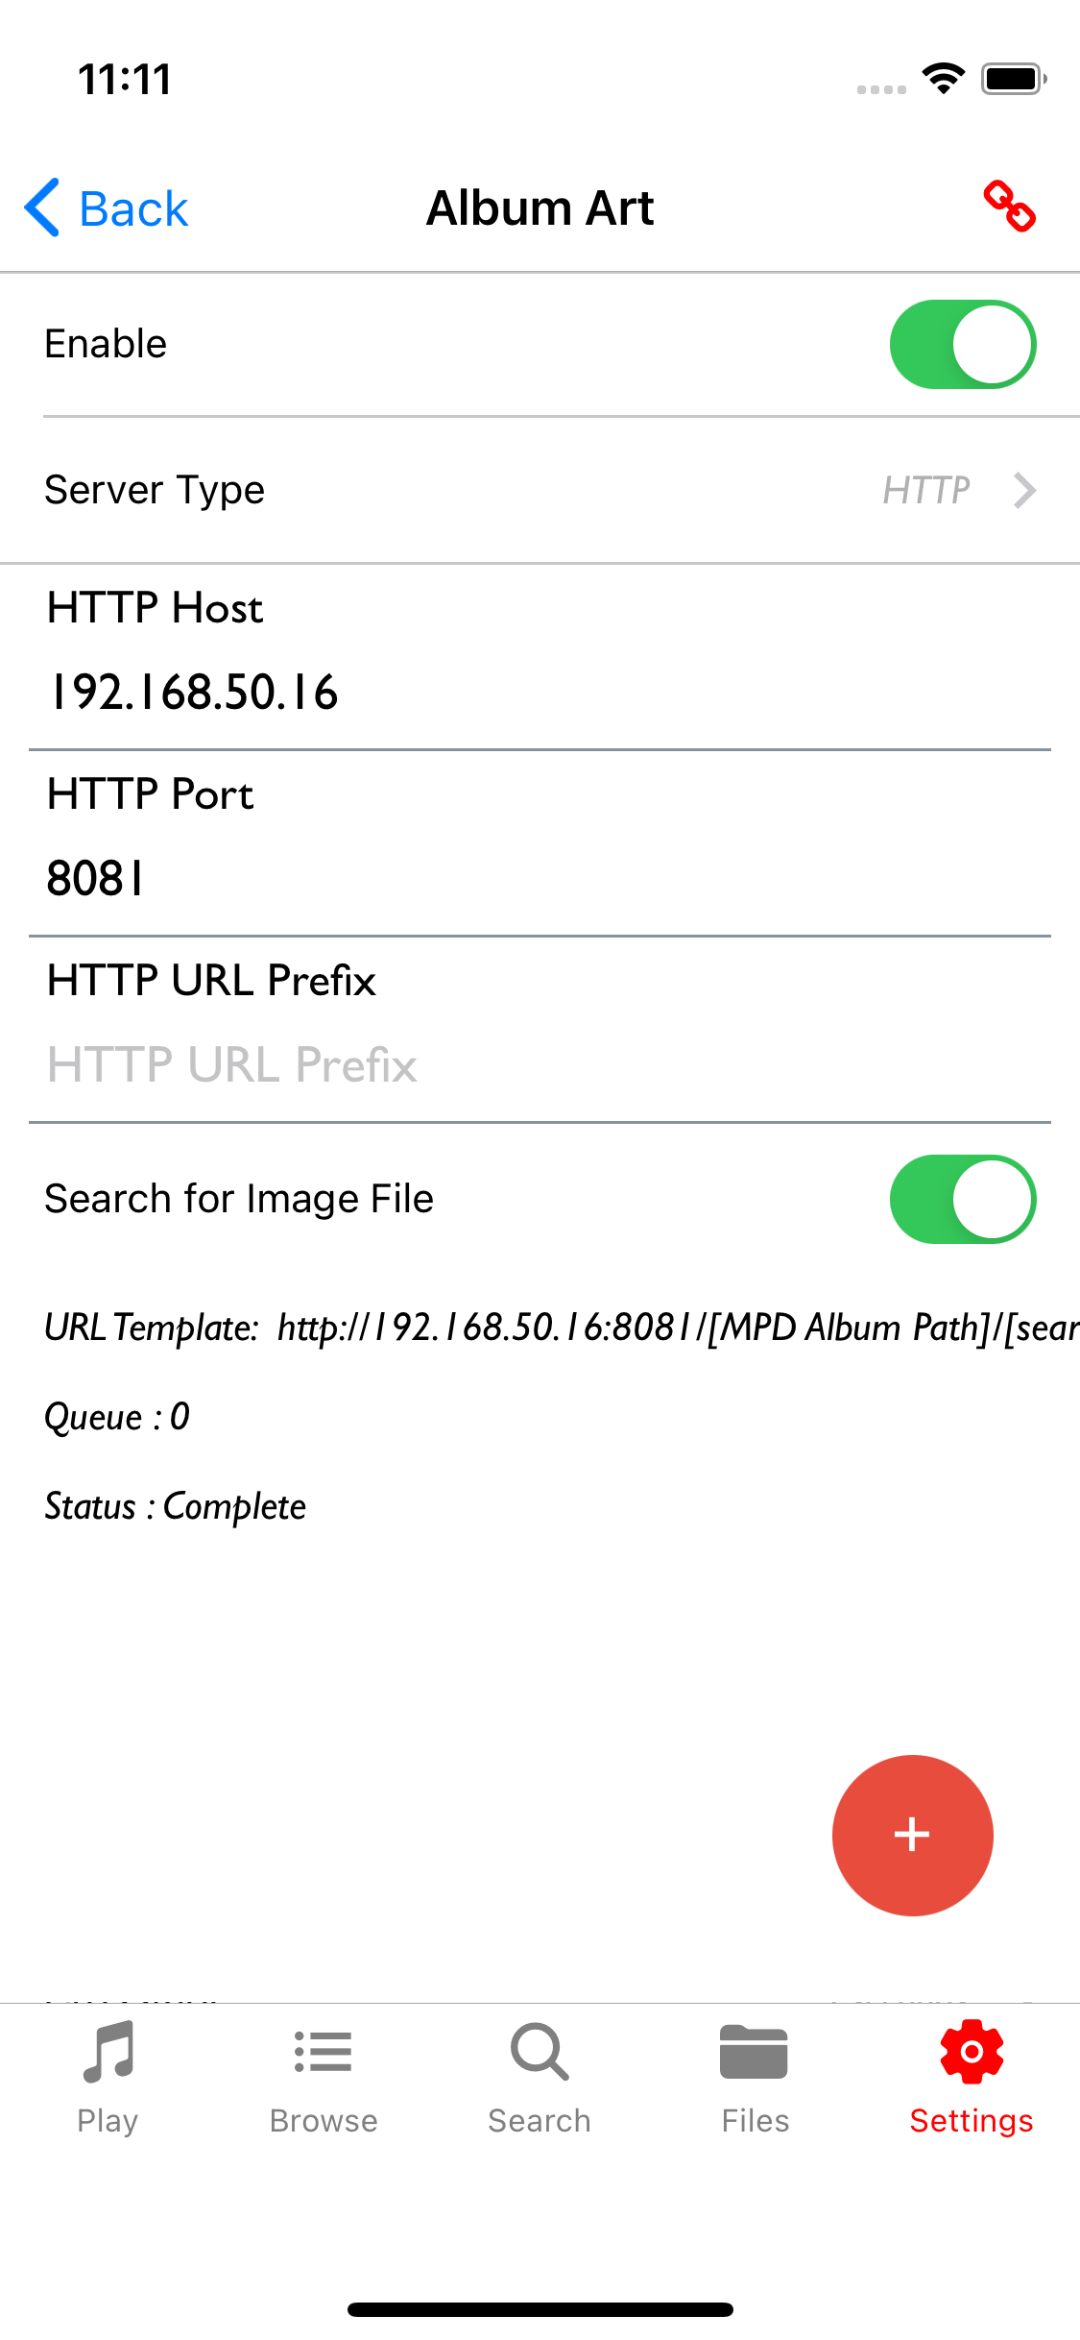 11:11
Back
Album Art
Enable
Server Type
HTTP
HTTP Host
192.168.50.16
HTTP Port
8081
HTTP URL Prefix
HTTP URL Prefix
Search for Image File
URL Template: http://192.168.50.16:8081/[MPD Album Path]/[sear
Queue : 0
Status : Complete
+
Play
Browse
Search
Files
Settings